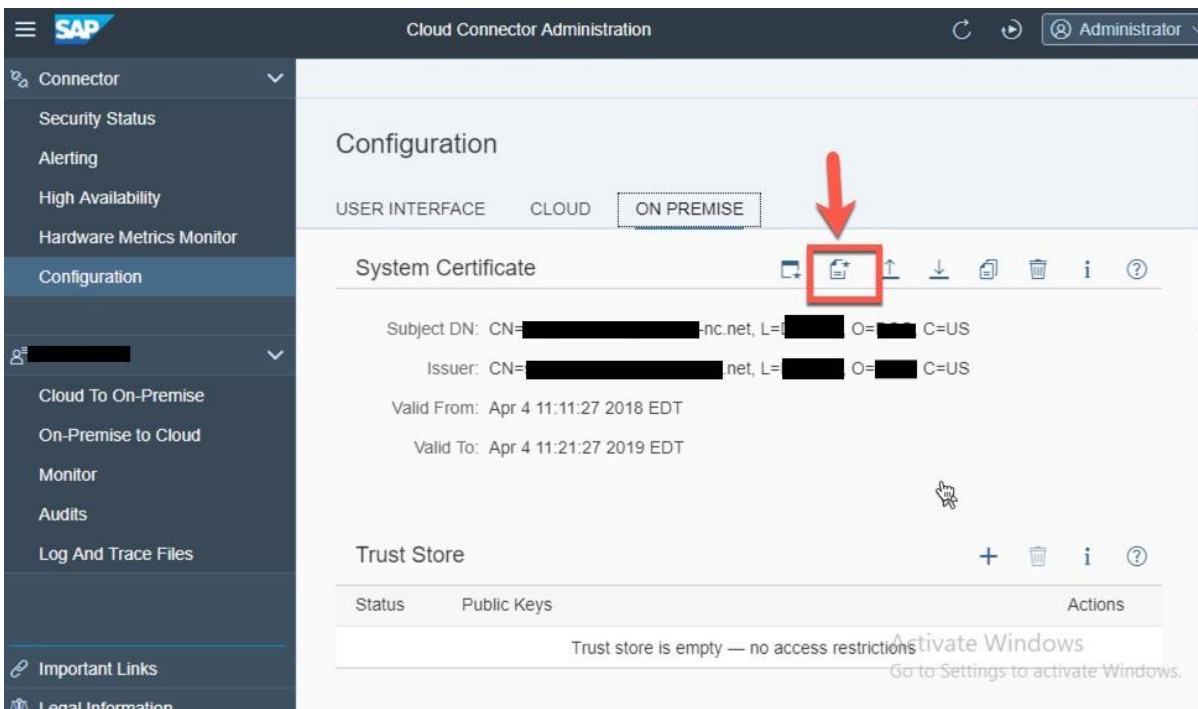 SAP Cloud Connector Administration Administrator
Connector
Security Status
Alerting
High Availability
Hardware Metrics Monitor
Configuration
Cloud To On-Premise
On-Premise to Cloud
Monitor
Audits
Log And Trace Files
Important Links
Legal Information
Configuration
USER INTERFACE CLOUD ON PREMISE
System Certificate
Subject DN: CN= -nc.net, L= O= C=US
Issuer: CN= .net, L= O= C=US
Valid From: Apr 4 11:11:27 2018 EDT
Valid To: Apr 4 11:21:27 2019 EDT
Trust Store
Status Public Keys Actions
Trust store is empty — no access restrictions
Activate Windows
Go to Settings to activate Windows.